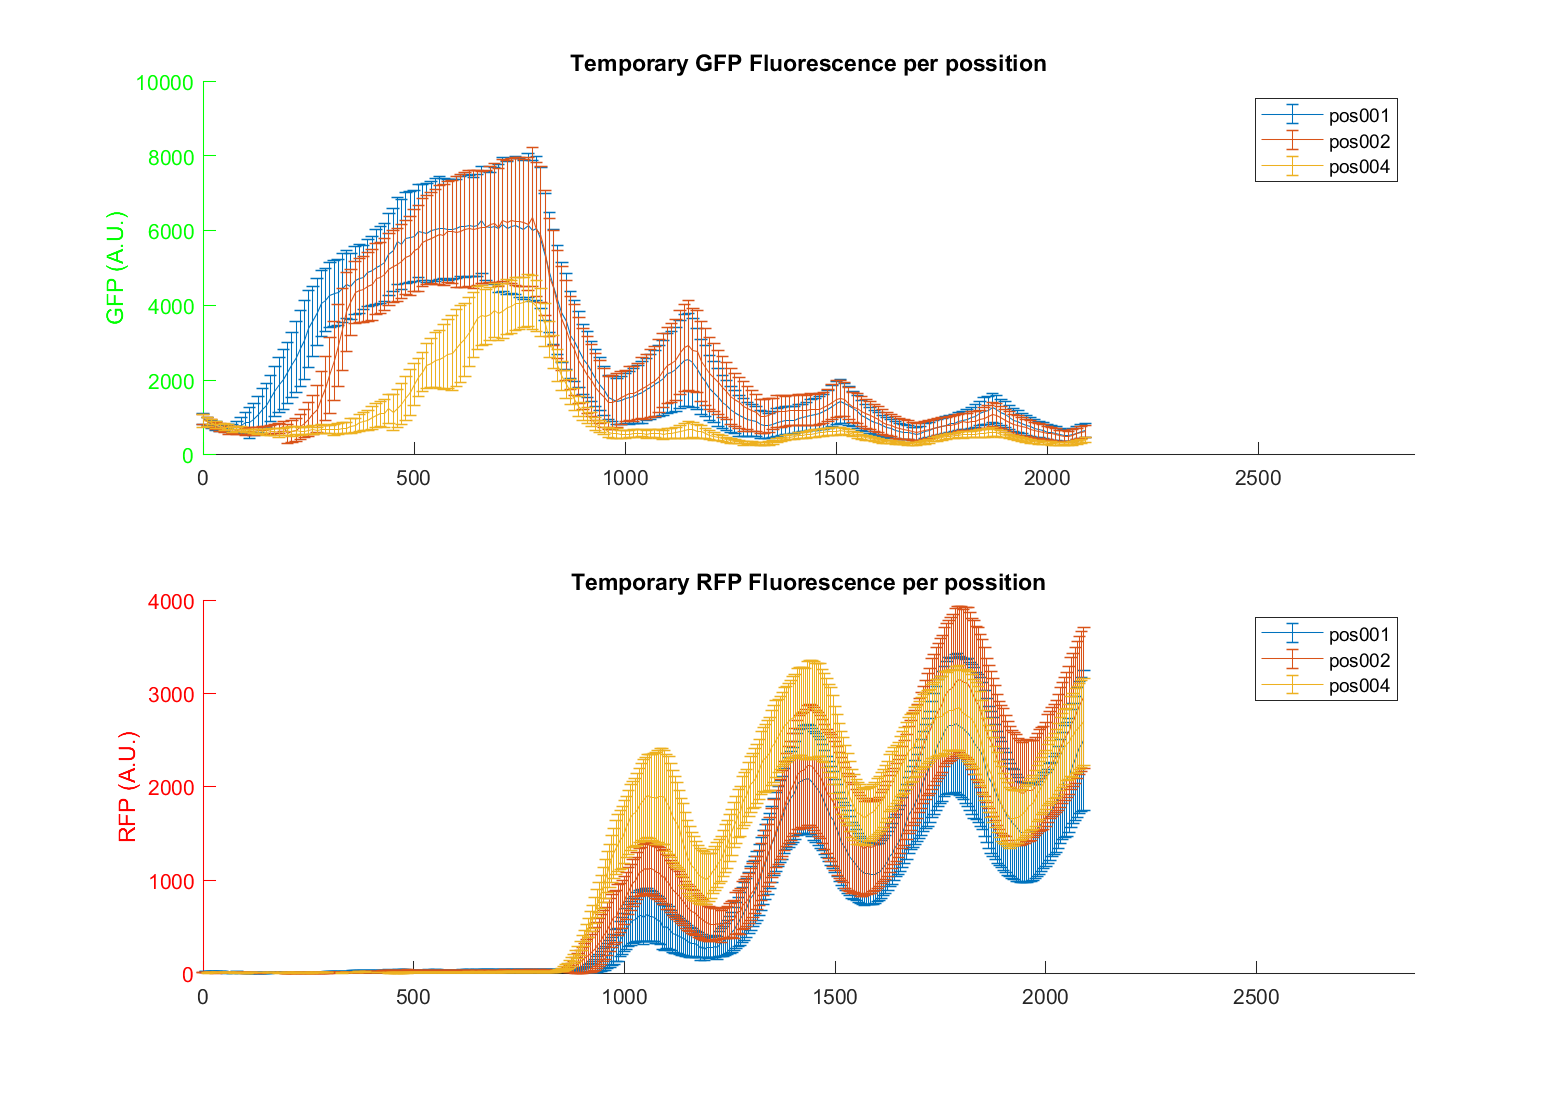 Temporary GFP Fluorescence per possition
10000
8000
6000
4000
2000
0
GFP (A.U.)
0 500 1000 1500 2000 2500
pos001
pos002
pos004
Temporary RFP Fluorescence per possition
4000
3000
2000
1000
0
RFP (A.U.)
0 500 1000 1500 2000 2500
pos001
pos002
pos004